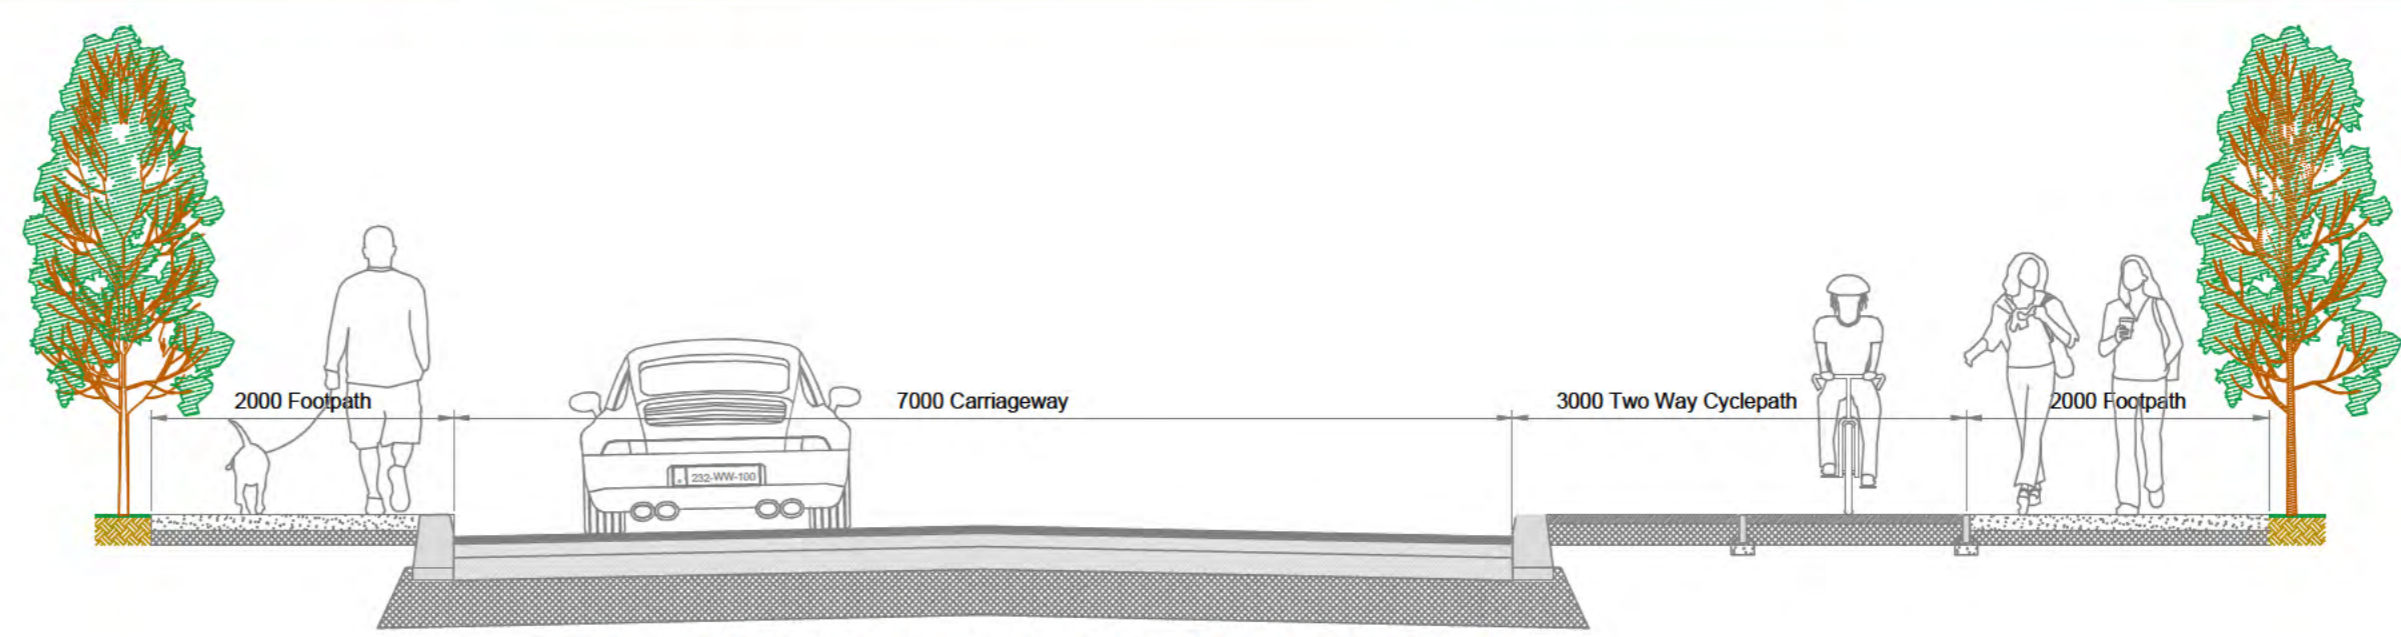 2000 Footpath
7000 Carriageway
3000 Two Way Cyclepath
2000 Footpath
232-WW-100